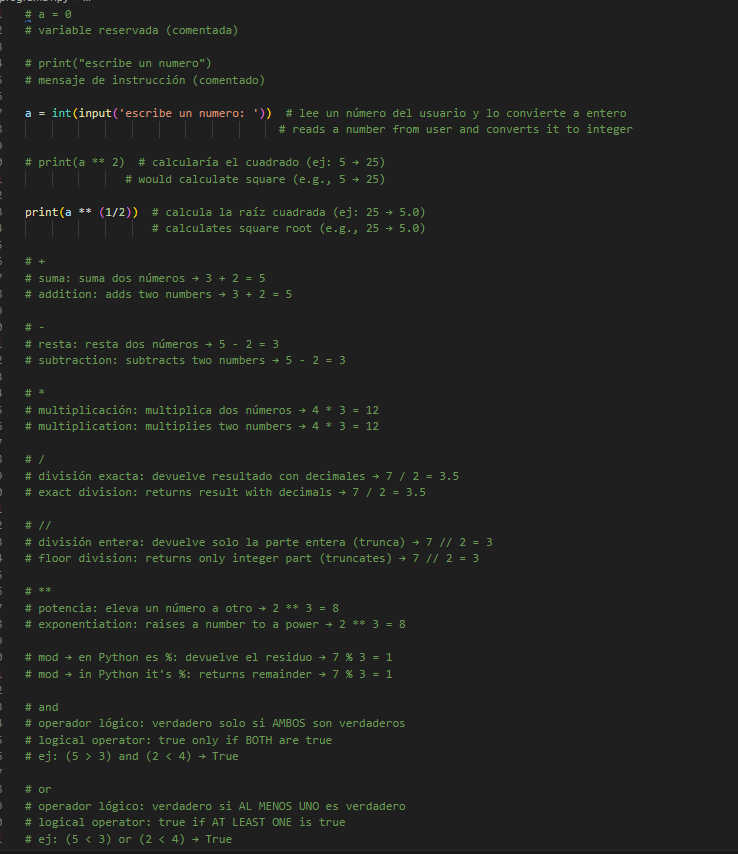 # a = 0
# variable reservada (comentada)
# print("escribe un numero")
# mensaje de instrucción (comentado)
a = int(input('escribe un numero: '))  # lee un número del usuario y lo convierte a entero
# reads a number from user and converts it to integer
# print(a ** 2)  # calcularía el cuadrado (ej: 5 → 25)
# would calculate square (e.g., 5 → 25)
print(a ** (1/2))  # calcula la raíz cuadrada (ej: 25 → 5.0)
# calculates square root (e.g., 25 → 5.0)
# +
# suma: suma dos números → 3 + 2 = 5
# addition: adds two numbers → 3 + 2 = 5
# -
# resta: resta dos números → 5 - 2 = 3
# subtraction: subtracts two numbers → 5 - 2 = 3
# *
# multiplicación: multiplica dos números → 4 * 3 = 12
# multiplication: multiplies two numbers → 4 * 3 = 12
# /
# división exacta: devuelve resultado con decimales → 7 / 2 = 3.5
# exact division: returns result with decimals → 7 / 2 = 3.5
# //
# división entera: devuelve solo la parte entera (trunca) → 7 // 2 = 3
# floor division: returns only integer part (truncates) → 7 // 2 = 3
# **
# potencia: eleva un número a otro → 2 ** 3 = 8
# exponentiation: raises a number to a power → 2 ** 3 = 8
# mod → en Python es %: devuelve el residuo → 7 % 3 = 1
# mod → in Python it's %: returns remainder → 7 % 3 = 1
# and
# operador lógico: verdadero solo si AMBOS son verdaderos
# logical operator: true only if BOTH are true
# ej: (5 > 3) and (2 < 4) → True
# or
# operador lógico: verdadero si AL MENOS UNO es verdadero
# logical operator: true if AT LEAST ONE is true
# ej: (5 < 3) or (2 < 4) → True